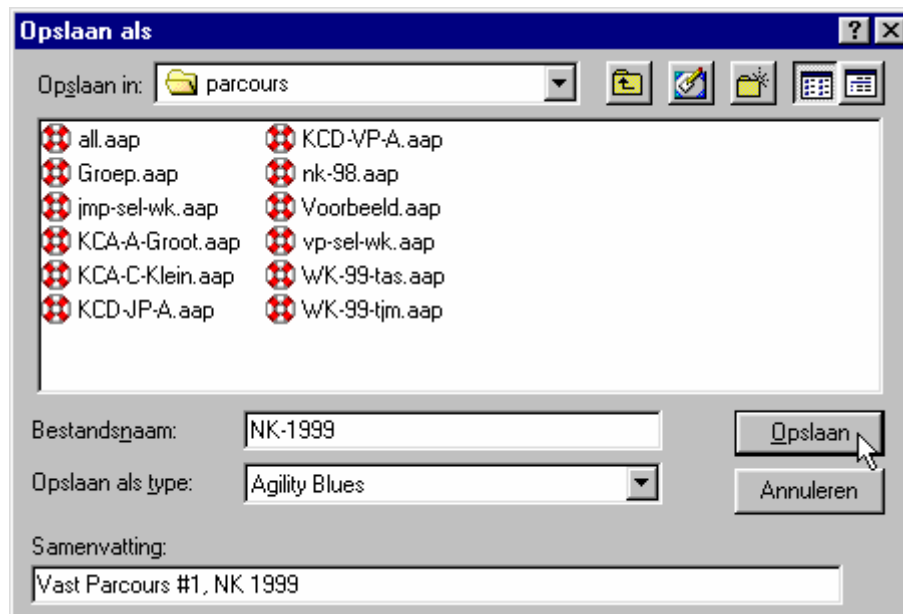 Opslaan als
Opslaan in: parcours
all.aap
Groep.aap
jmp-sel-wk.aap
KCA-A-Groot.aap
KCA-C-Klein.aap
KCD-JP-A.aap
KCD-VP-A.aap
nk-98.aap
Voorbeeld.aap
vp-sel-wk.aap
WK-99-tas.aap
WK-99-tjm.aap
Bestandsnaam: NK-1999 Opslaan
Opslaan als type: Agility Blues Annuleren
Samenvatting:
Vast Parcours #1, NK 1999